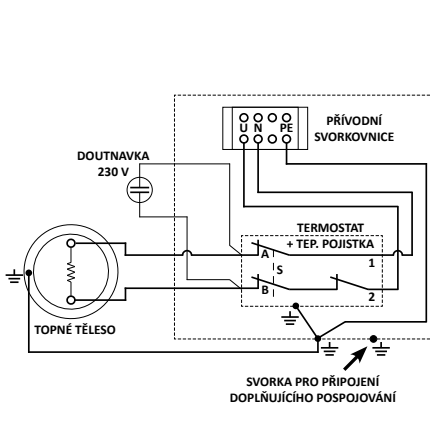 U N PE
PŘÍVODNÍ
SVORKOVNICE
DOUTNAVKA
230 V
TERMOSTAT
+ TEP. POJISTKA
A
S
1
B
2
TOPNÉ TĚLESO
SVORKA PRO PŘIPOJENÍ
DOPLŇUJÍCÍHO POSPOJOVÁNÍ